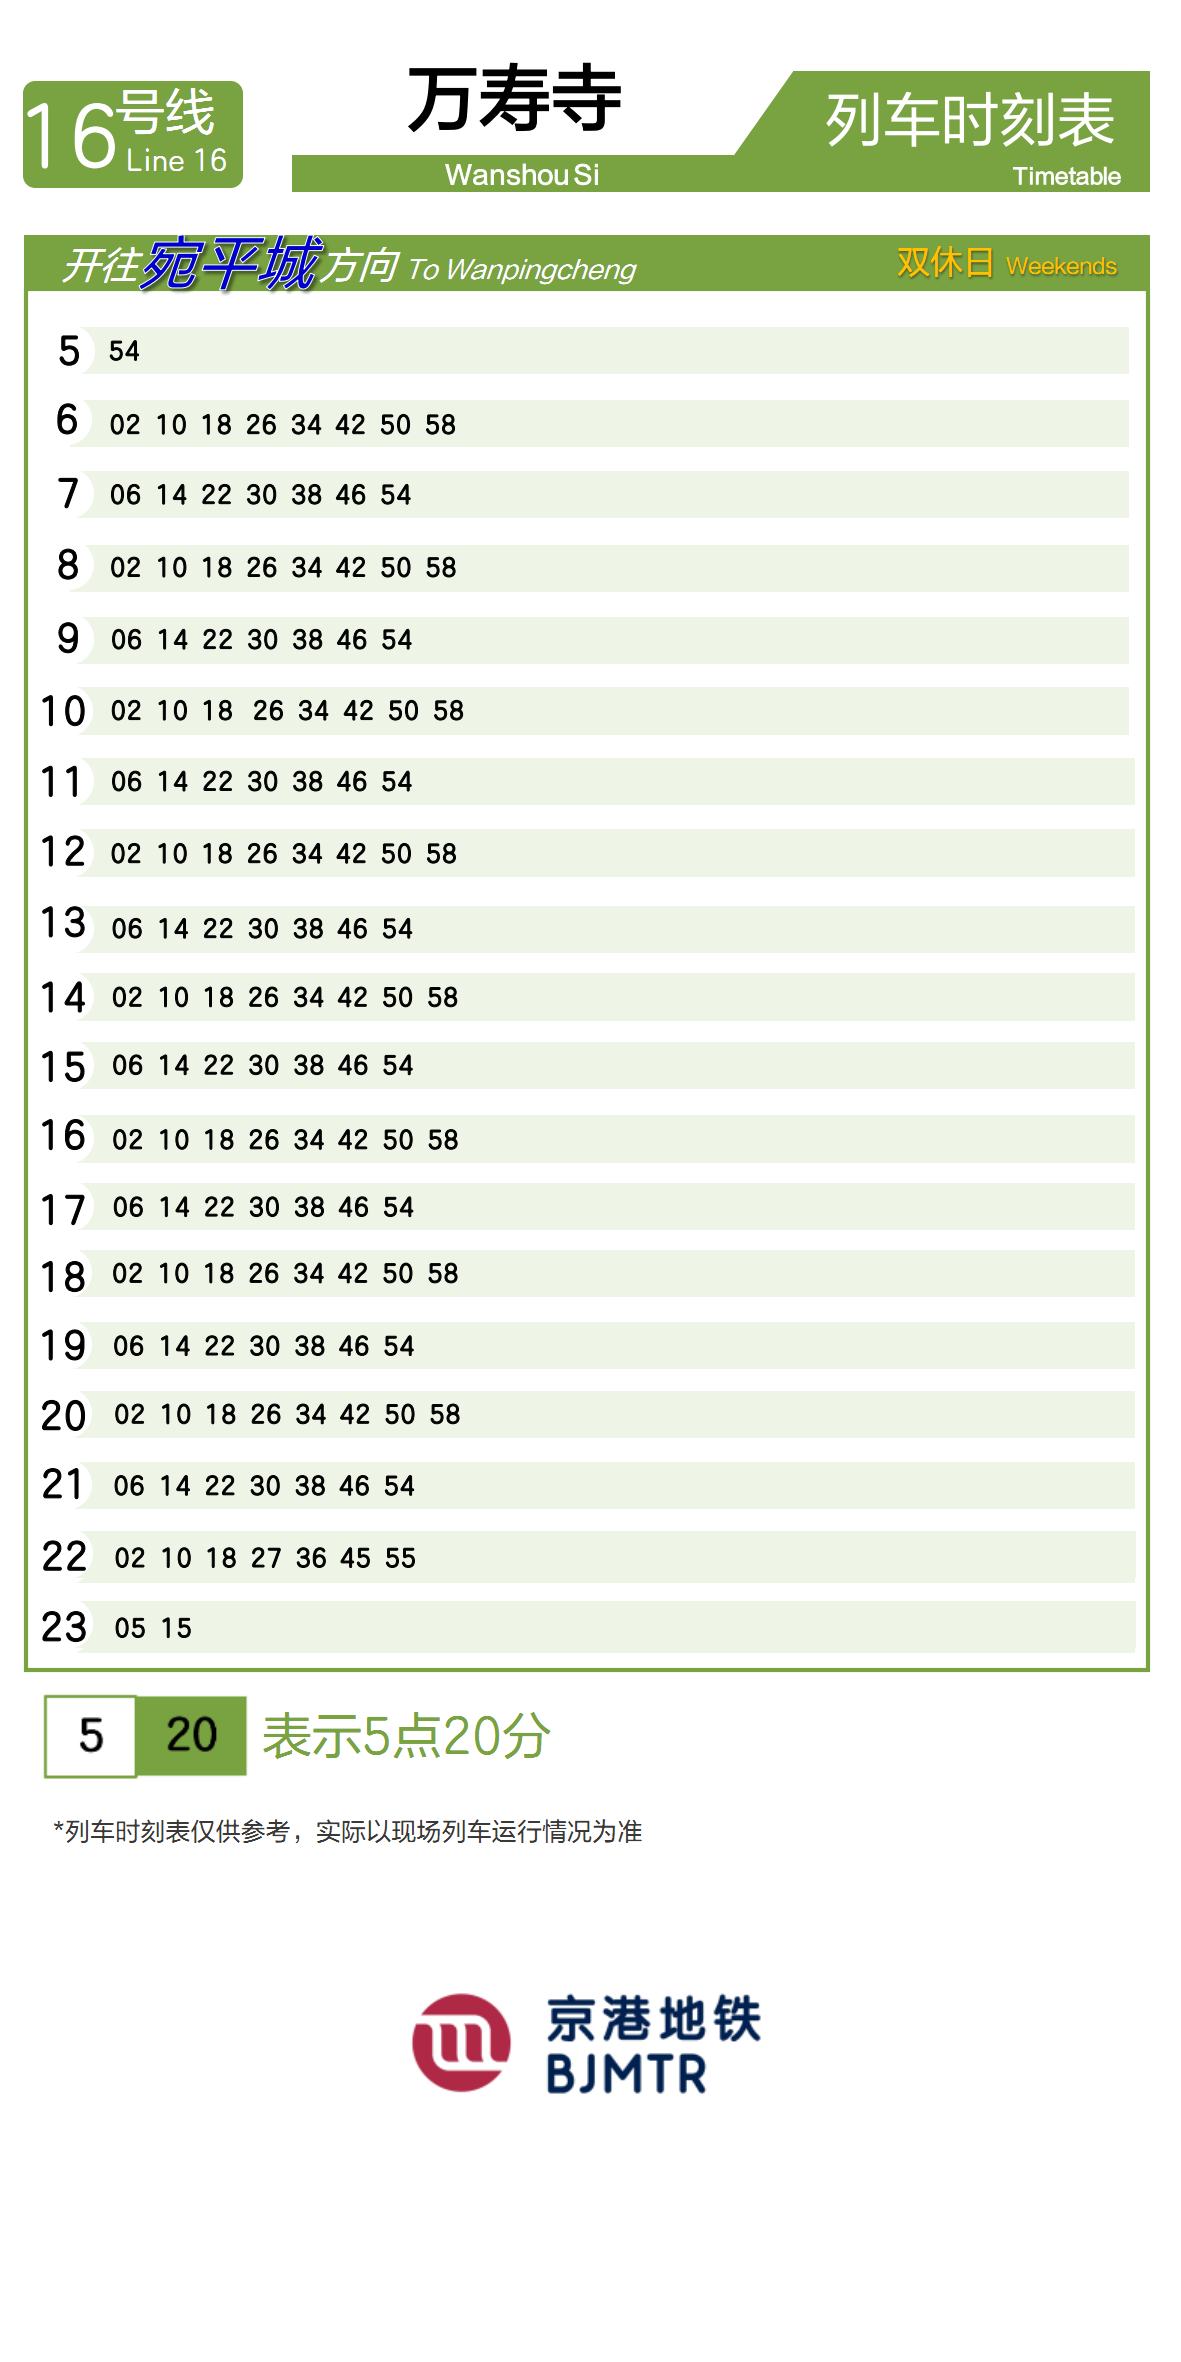 16号线
Line 16
万寿寺
Wanshou Si
列车时刻表
Timetable
开往宛平城方向 To Wanpingcheng
双休日 Weekends
5 54
6 02 10 18 26 34 42 50 58
7 06 14 22 30 38 46 54
8 02 10 18 26 34 42 50 58
9 06 14 22 30 38 46 54
10 02 10 18 26 34 42 50 58
11 06 14 22 30 38 46 54
12 02 10 18 26 34 42 50 58
13 06 14 22 30 38 46 54
14 02 10 18 26 34 42 50 58
15 06 14 22 30 38 46 54
16 02 10 18 26 34 42 50 58
17 06 14 22 30 38 46 54
18 02 10 18 26 34 42 50 58
19 06 14 22 30 38 46 54
20 02 10 18 26 34 42 50 58
21 06 14 22 30 38 46 54
22 02 10 18 27 36 45 55
23 05 15
5 20 表示5点20分
*列车时刻表仅供参考，实际以现场列车运行情况为准
京港地铁
BJMTR